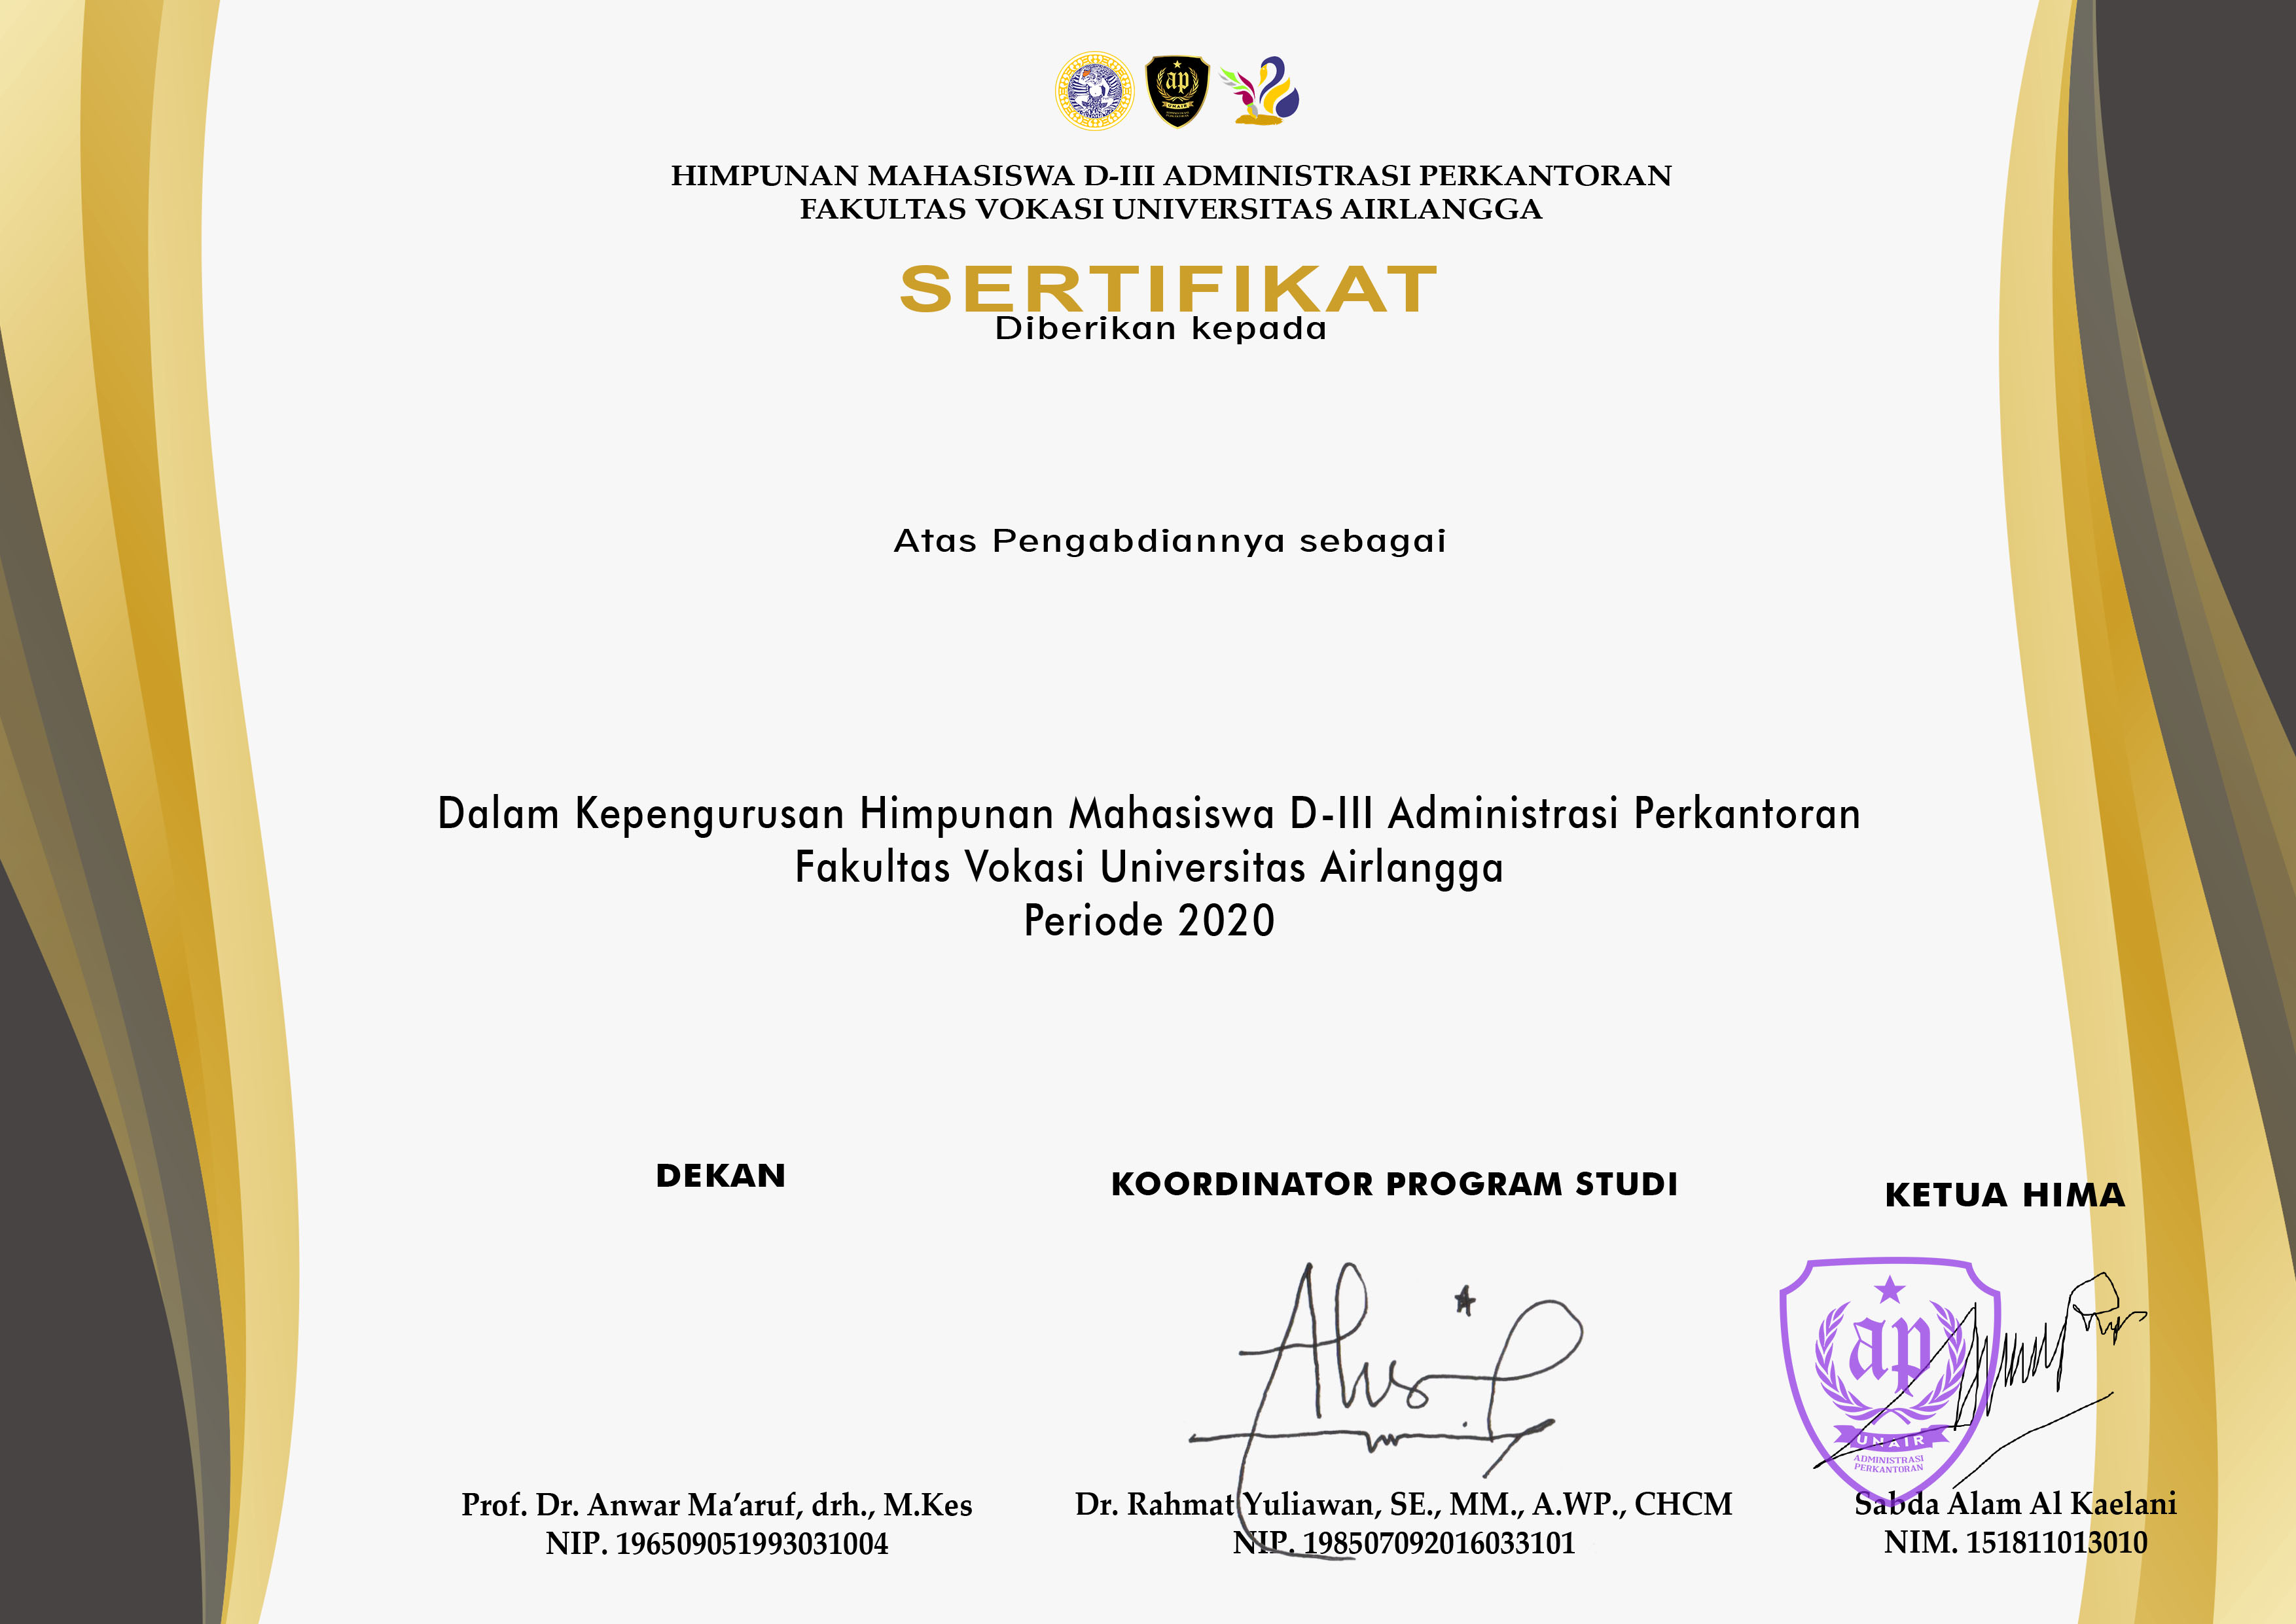 ap
UNAIR
HIMPUNAN MAHASISWA D-III ADMINISTRASI PERKANTORAN
FAKULTAS VOKASI UNIVERSITAS AIRLANGGA
SERTIFIKAT
Diberikan kepada
Atas Pengabdiannya sebagai
Dalam Kepengurusan Himpunan Mahasiswa D-III Administrasi Perkantoran
Fakultas Vokasi Universitas Airlangga
Periode 2020
DEKAN
Prof. Dr. Anwar Ma’aruf, drh., M.Kes
NIP. 196509051993031004
KOORDINATOR PROGRAM STUDI
Dr. Rahmat Yuliawan, SE., MM., A.WP., CHCM
NIP. 198507092016033101
KETUA HIMA
ap
UNAIR
ADMINISTRASI
PERKANTORAN
Sabda Alam Al Kaelani
NIM. 151811013010